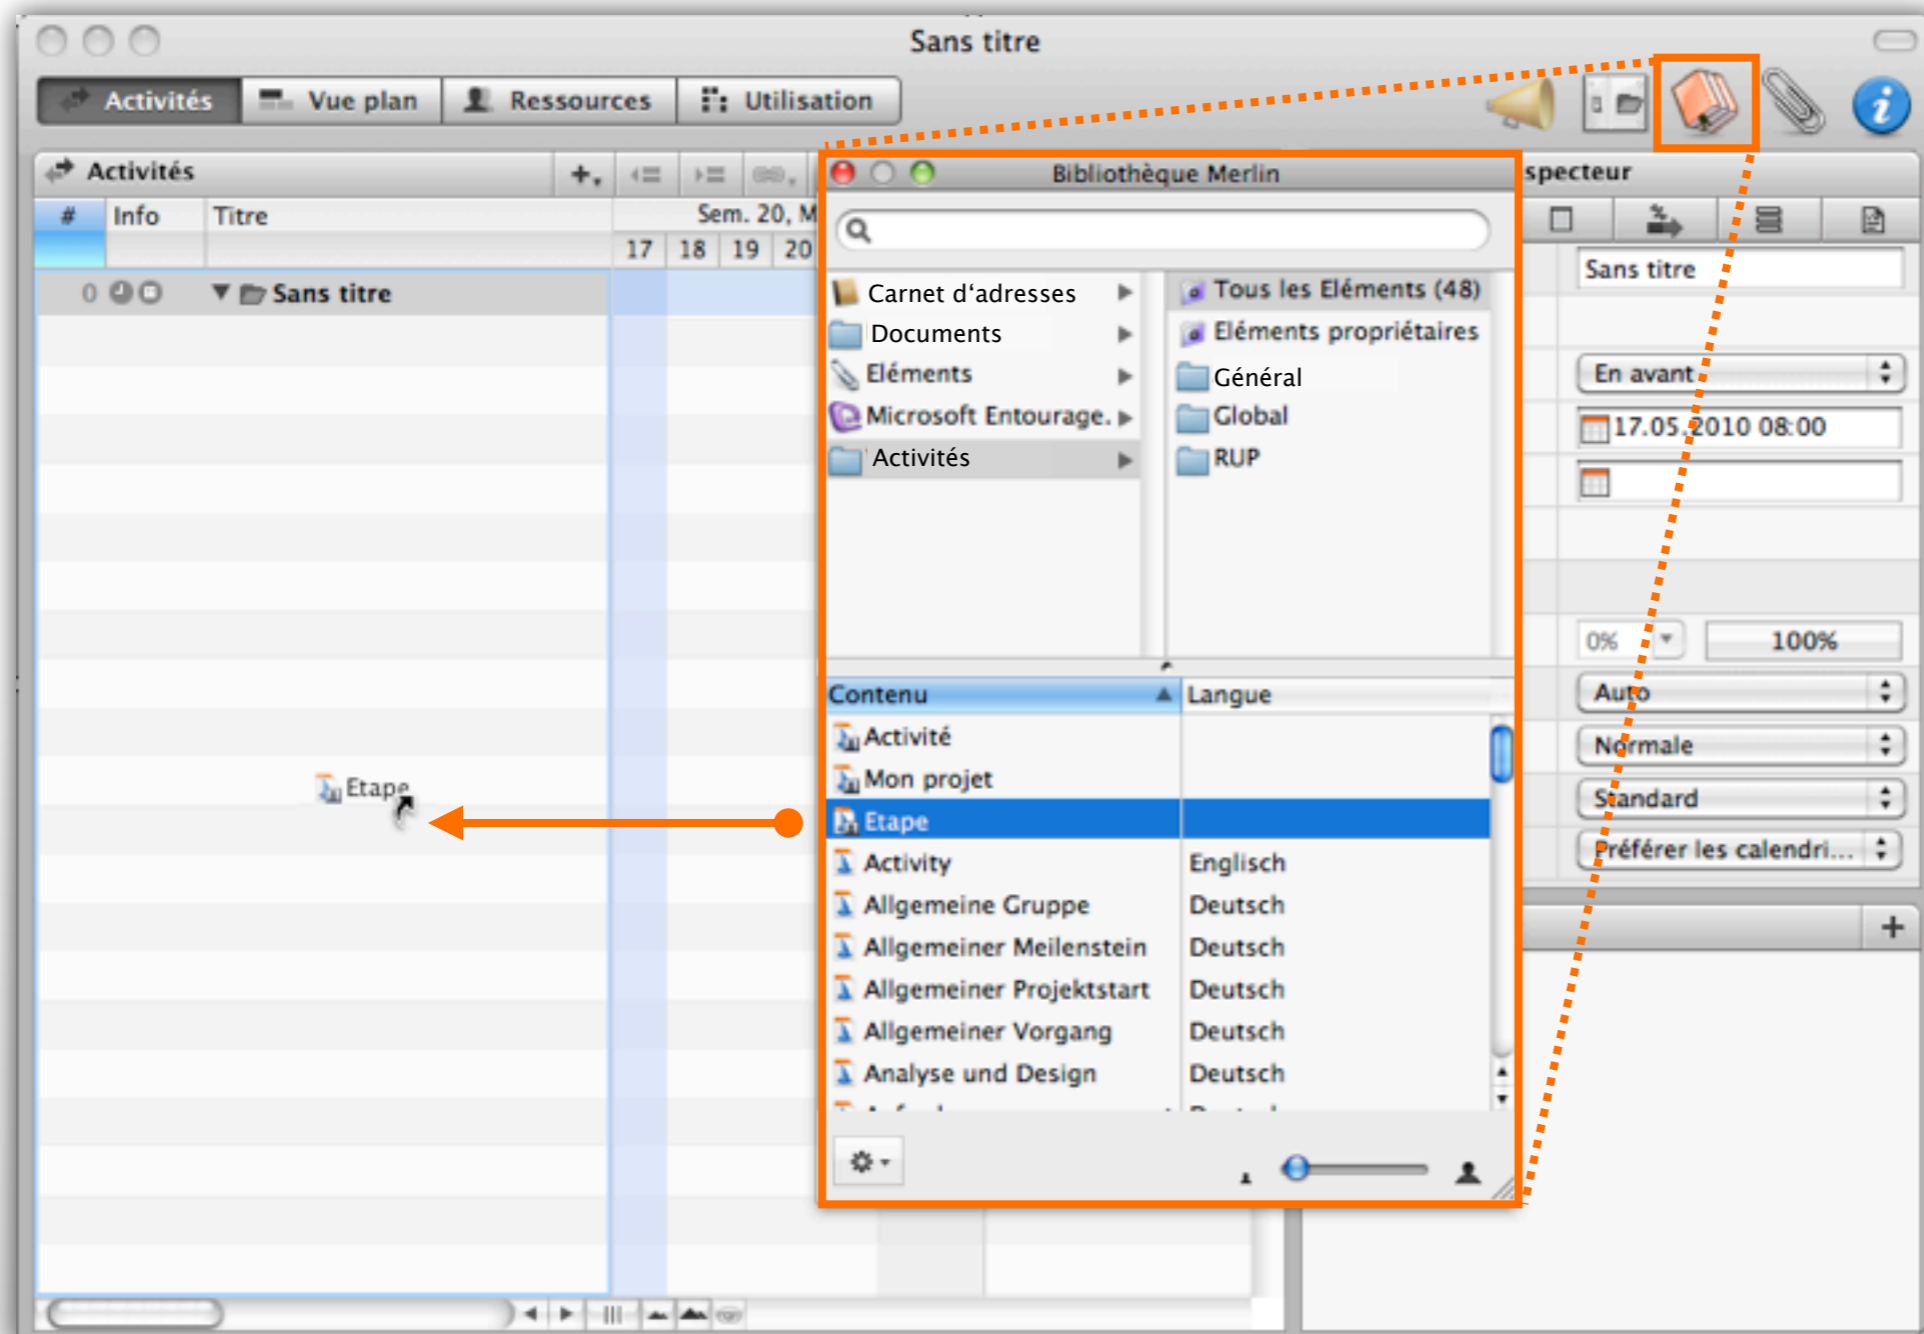 Sans titre
Activités Vue plan Ressources Utilisation
Activités
# Info Titre
Sem. 20, M
17 18 19 20
0 Sans titre
Etape
Bibliothèque Merlin
Carnet d‘adresses
Documents
Eléments
Microsoft Entourage.
Activités
Tous les Eléments (48)
Eléments propriétaires
Général
Global
RUP
Contenu Langue
Activité
Mon projet
Etape
Activity Englisch
Allgemeine Gruppe Deutsch
Allgemeiner Meilenstein Deutsch
Allgemeiner Projektstart Deutsch
Allgemeiner Vorgang Deutsch
Analyse und Design Deutsch
specteur
Sans titre
En avant
17.05.2010 08:00
0% 100%
Auto
Normale
Standard
Préférer les calendri...